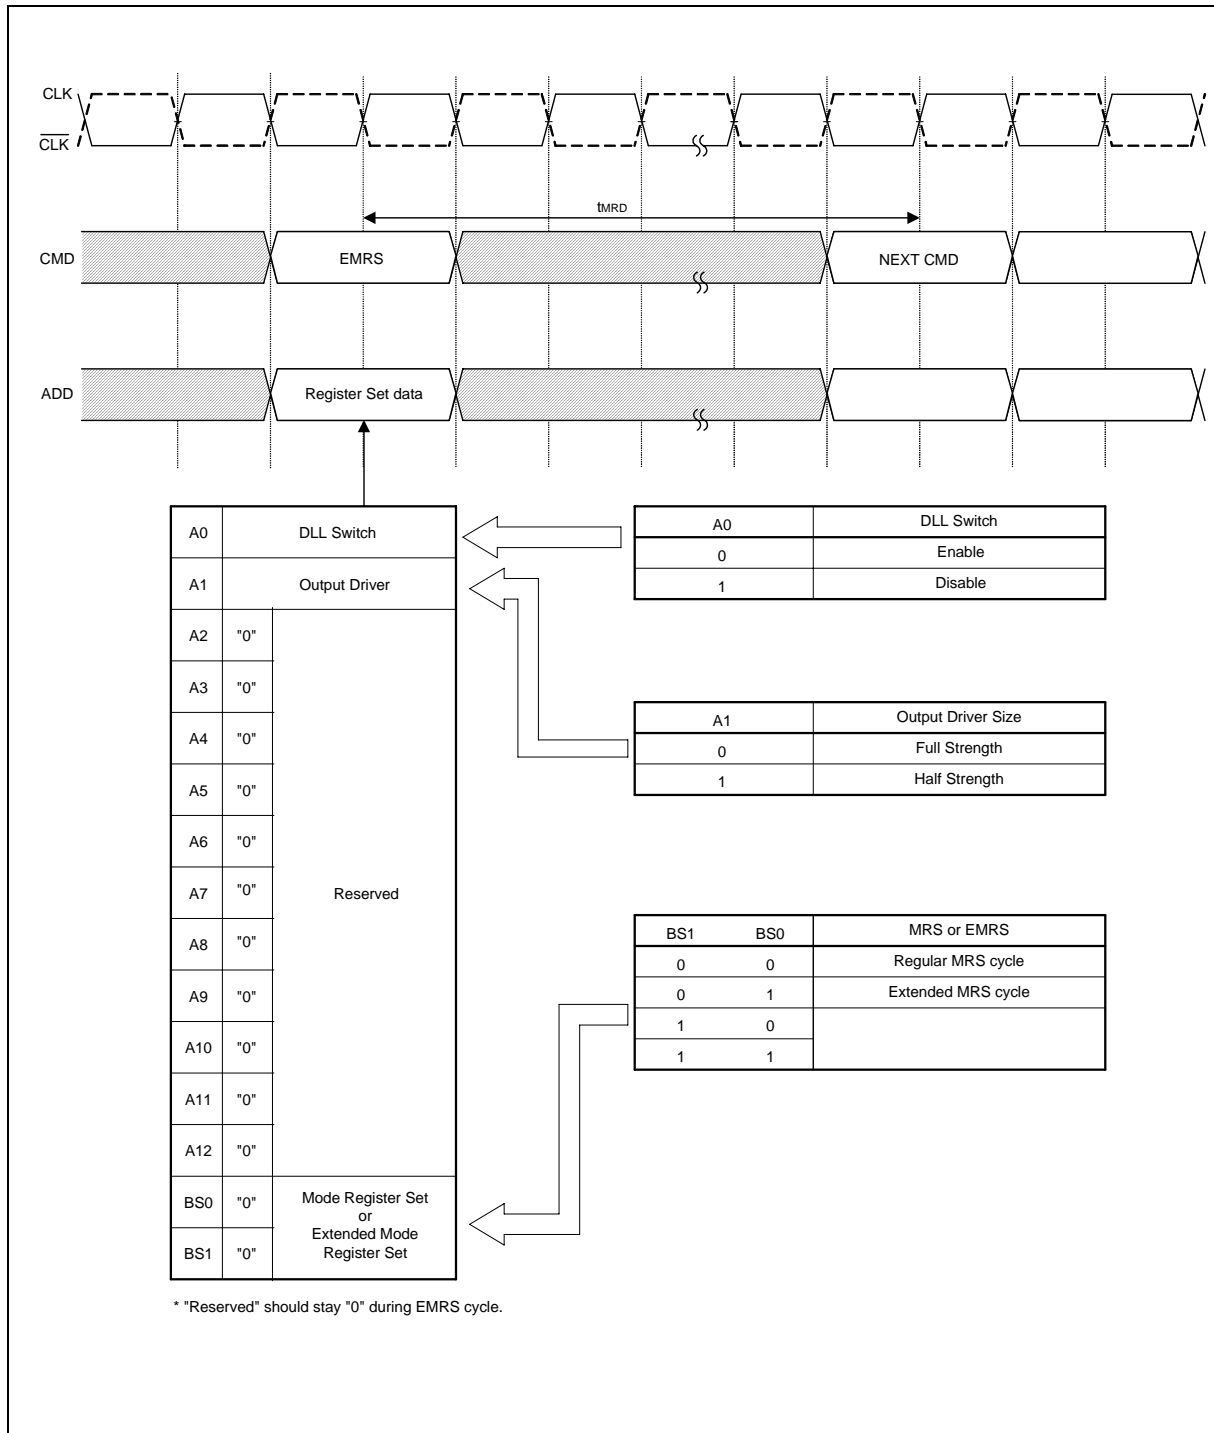 CLK
CLK
tMRD
CMD
EMRS
NEXT CMD
ADD
Register Set data
A0 DLL Switch
A1 Output Driver
A2 "0"
A3 "0"
A4 "0"
A5 "0"
A6 "0"
A7 "0" Reserved
A8 "0"
A9 "0"
A10 "0"
A11 "0"
A12 "0"
BS0 "0"
BS1 "0"
Mode Register Set
or
Extended Mode
Register Set
A0 DLL Switch
0 Enable
1 Disable
A1 Output Driver Size
0 Full Strength
1 Half Strength
BS1 BS0 MRS or EMRS
0 0 Regular MRS cycle
0 1 Extended MRS cycle
1 0
1 1
* "Reserved" should stay "0" during EMRS cycle.